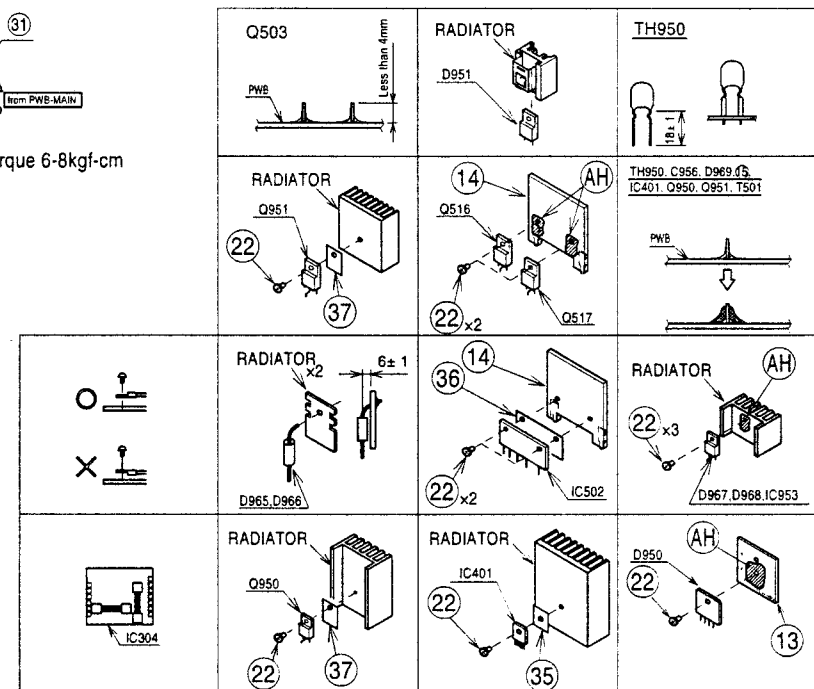 31
from PWB-MAIN
rque 6-8kgf-cm
Q503
PWB
Less than 4mm
RADIATOR
D951
TH950
18±1
RADIATOR
Q951
22
37
14
AH
Q516
22 x2
Q517
TH950. C956. D969.
IC401. Q950. Q951. T501
PWB
RADIATOR x2
6±1
D965,D966
14
36
22 x2
IC502
RADIATOR
AH
22 x3
D967,D968,IC953
IC304
RADIATOR
Q950
22
37
RADIATOR
IC401
22
35
AH
D950
22
13